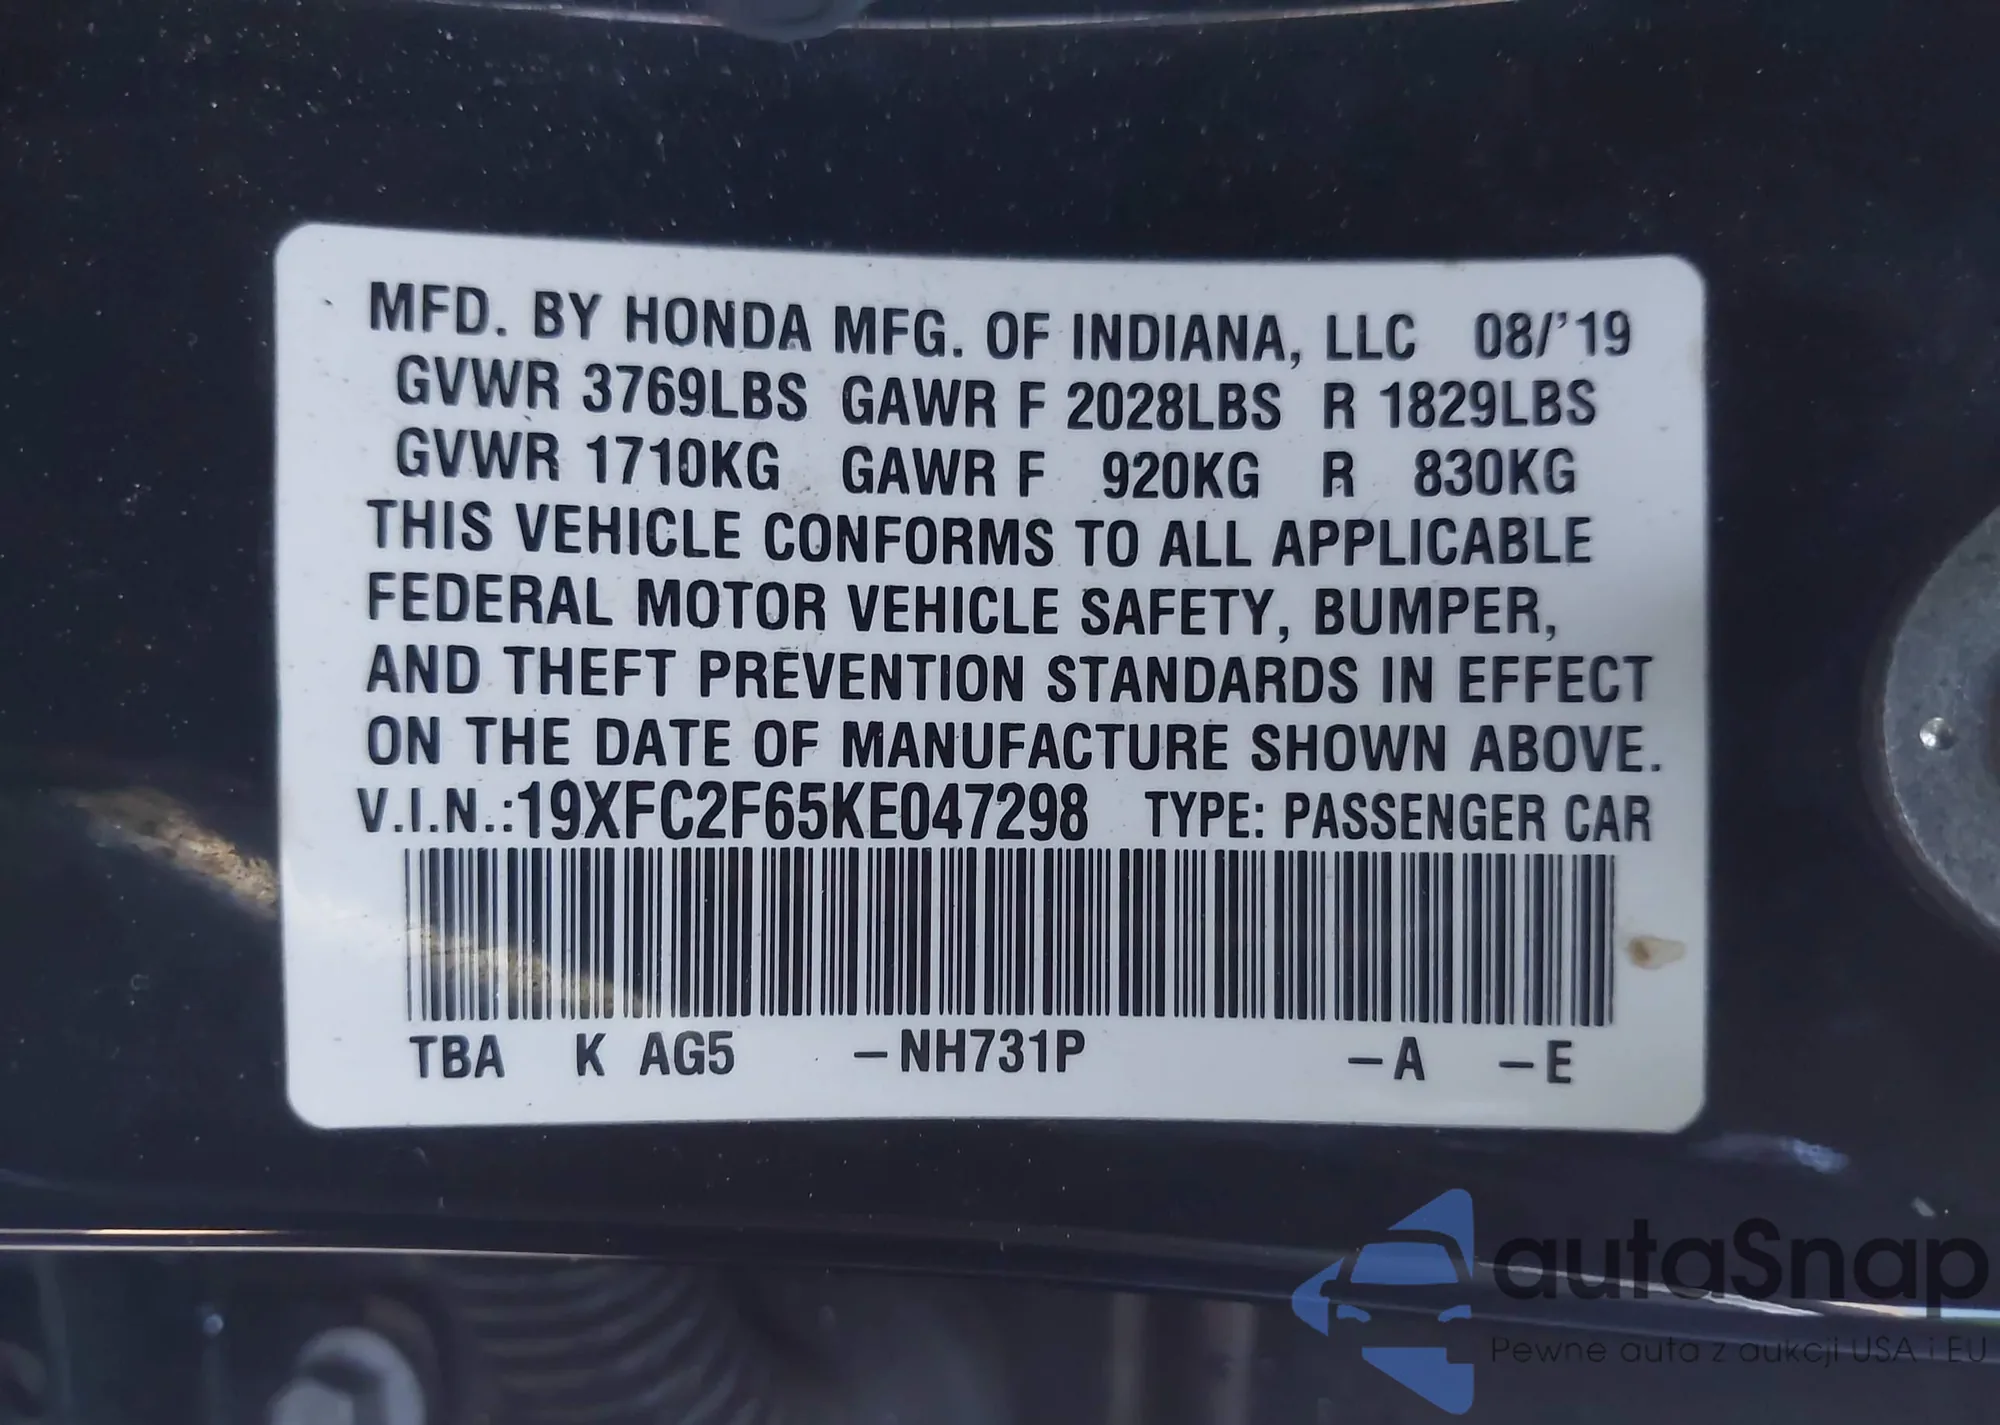 MFD. BY HONDA MFG. OF INDIANA, LLC 08/'19
GVWR 3769LBS GAWR F 2028LBS R 1829LBS
GVWR 1710KG GAWR F 920KG R 830KG
THIS VEHICLE CONFORMS TO ALL APPLICABLE
FEDERAL MOTOR VEHICLE SAFETY, BUMPER,
AND THEFT PREVENTION STANDARDS IN EFFECT
ON THE DATE OF MANUFACTURE SHOWN ABOVE.
V.I.N.:19XFC2F65KE047298 TYPE: PASSENGER CAR
TBA K AG5 –NH731P –A –E
autaSnap
Pewne auta z aukcji USA i EU